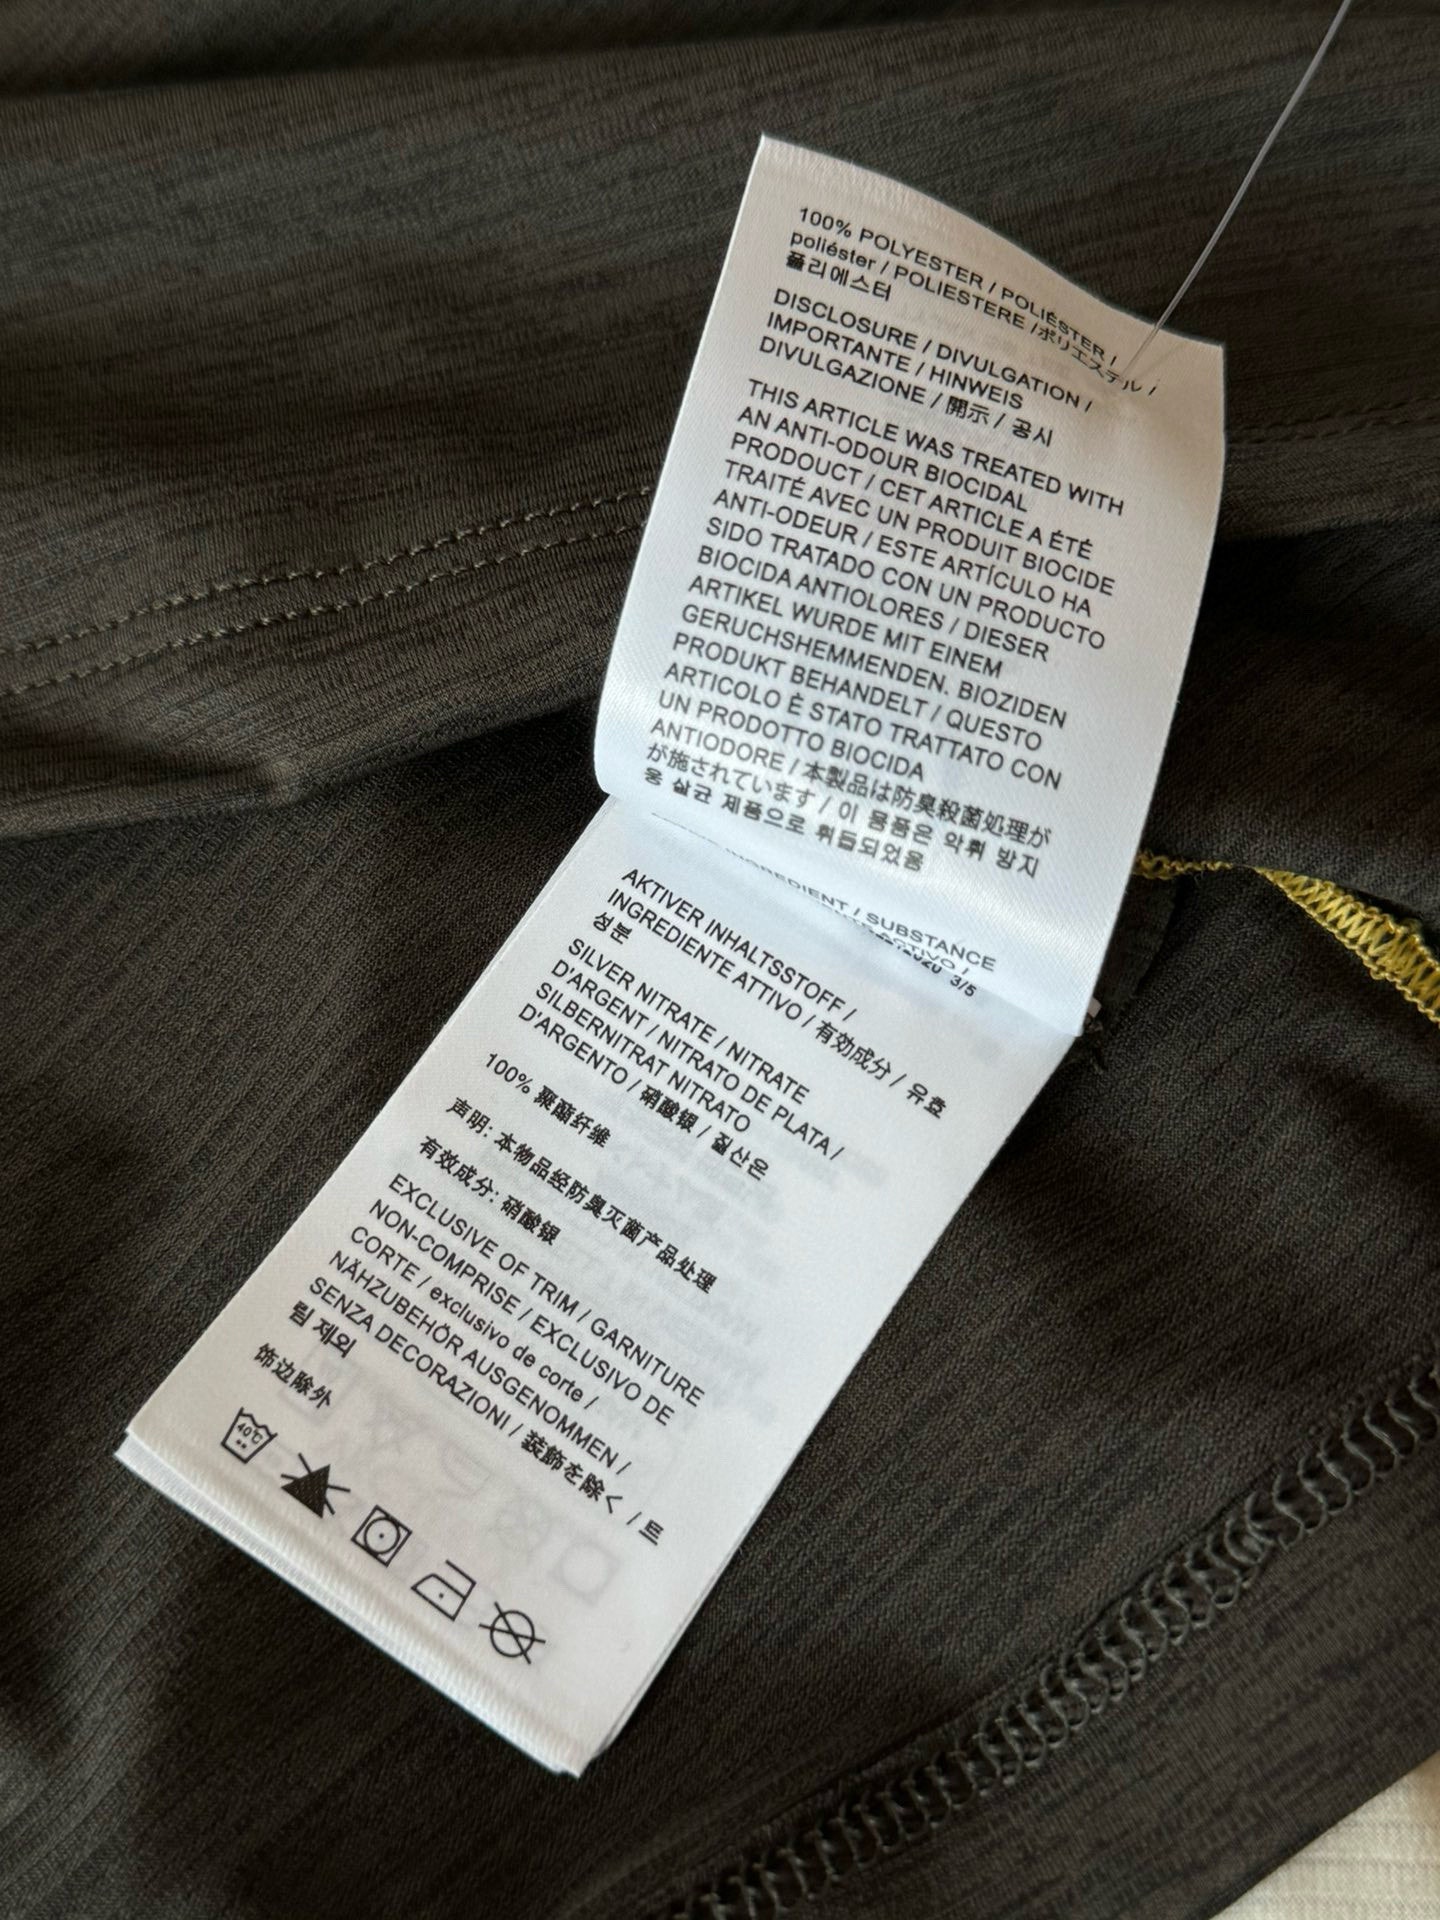 100% POLYESTER / POLIÉSTER /
poliéster / POLIESTERE /ポリエステル /
폴리에스터
DISCLOSURE / DIVULGATION /
IMPORTANTE / HINWEIS
DIVULGAZIONE / 開示 / 공시
THIS ARTICLE WAS TREATED WITH
AN ANTI-ODOUR BIOCIDAL
PRODOUCT / CET ARTICLE A ÉTÉ
TRAITÉ AVEC UN PRODUIT BIOCIDE
ANTI-ODEUR / ESTE ARTÍCULO HA
SIDO TRATADO CON UN PRODUCTO
BIOCIDA ANTIOLORES / DIESER
ARTIKEL WURDE MIT EINEM
GERUCHSHEMMENDEN. BIOZIDEN
PRODUKT BEHANDELT / QUESTO
ARTICOLO È STATO TRATTATO CON
UN PRODOTTO BIOCIDA
ANTIODORE / 本製品は防臭殺菌処理が
が施されています / 이 몸품은 악취 방지
용 살균 제품으로 취듭되었음
INGREDIENT / SUBSTANCE
ACTIVO /
3/5
AKTIVER INHALTSSTOFF /
INGREDIENTE ATTIVO / 有効成分 / 유효
성분
SILVER NITRATE / NITRATE
D'ARGENT / NITRATO DE PLATA /
SILBERNITRAT NITRATO
D'ARGENTO / 硝酸银 / 질산은
100% 聚酯纤维
声明: 本物品经防臭灭菌产品处理
有效成分: 硝酸银
EXCLUSIVE OF TRIM / GARNITURE
NON-COMPRISE / EXCLUSIVO DE
CORTE / exclusivo de corte /
NÄHZUBEHÖR AUSGENOMMEN /
SENZA DECORAZIONI / 装飾を除く / 트
림 제외
饰边除外
40°C